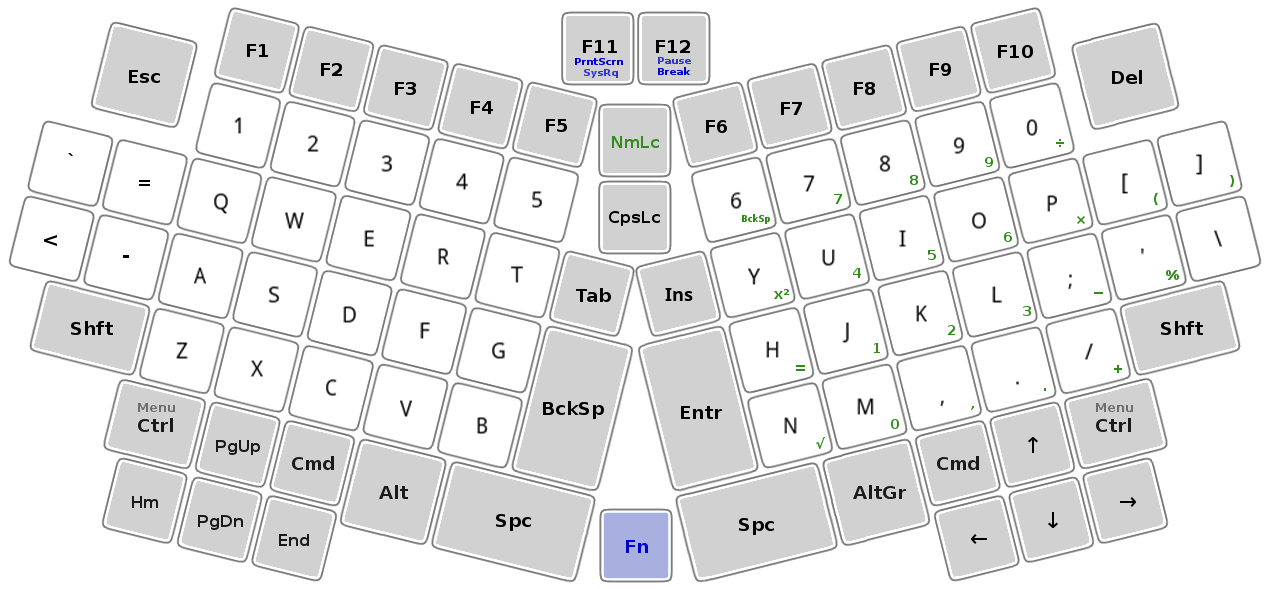 F1
F2
F3
F4
F5
F11
PrntScrn
SysRq
F12
Pause
Break
F6
F7
F8
F9
F10
Esc
Del
NmLc
CpsLc
1
2
3
4
5
6
BckSp
7
7
8
8
9
9
0
÷
`
=
Q
W
E
R
T
Tab
Ins
Y
x²
U
4
I
5
O
6
P
×
[
(
]
)
<
-
A
S
D
F
G
BckSp
Entr
H
=
J
1
K
2
L
3
;
−
'
%
\
Shft
Z
X
C
V
B
N
√
M
0
,
,
.
.
/
+
Shft
Menu
Ctrl
PgUp
Cmd
Alt
Spc
Fn
Spc
AltGr
Cmd
↑
Menu
Ctrl
Hm
PgDn
End
←
↓
→